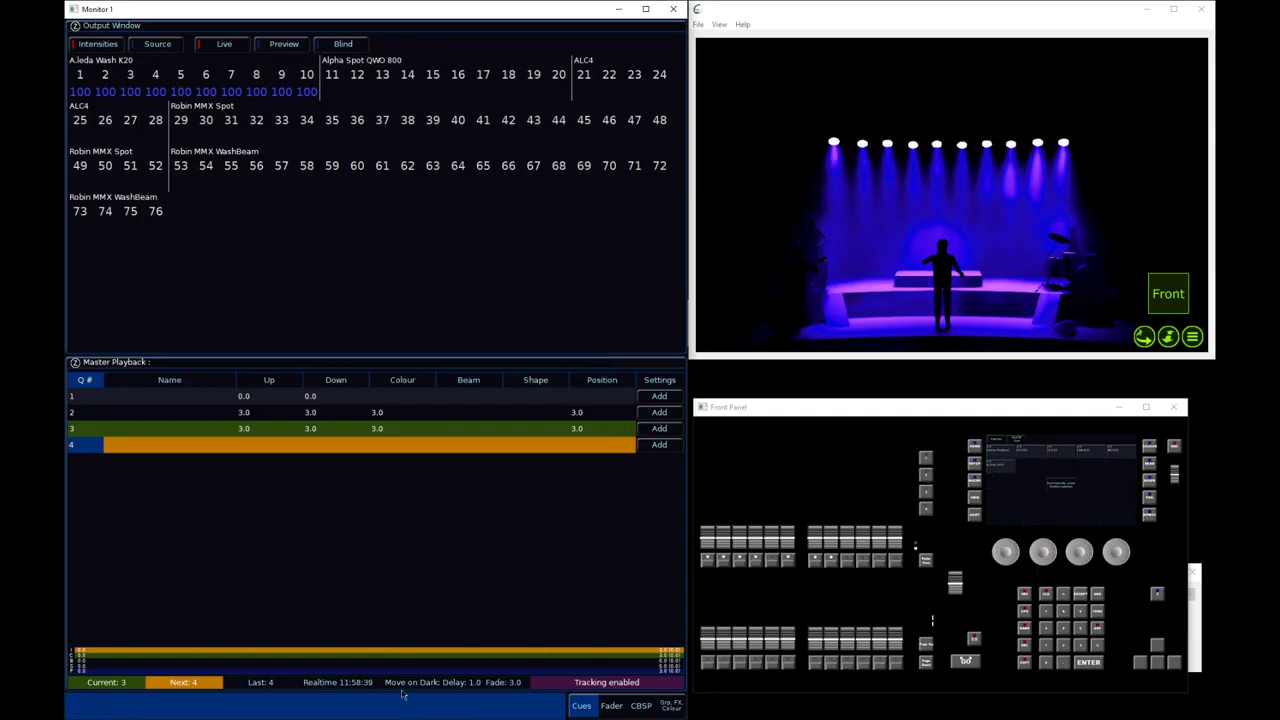 Monitor 1
Output Window
Intensities Source Live Preview Blind
A.leda Wash K20 Alpha Spot QWO 800 ALC4
1 2 3 4 5 6 7 8 9 10 11 12 13 14 15 16 17 18 19 20 21 22 23 24
100 100 100 100 100 100 100 100 100 100
ALC4 Robin MMX Spot
25 26 27 28 29 30 31 32 33 34 35 36 37 38 39 40 41 42 43 44 45 46 47 48
Robin MMX Spot Robin MMX WashBeam
49 50 51 52 53 54 55 56 57 58 59 60 61 62 63 64 65 66 67 68 69 70 71 72
Robin MMX WashBeam
73 74 75 76
Master Playback :
Q # Name Up Down Colour Beam Shape Position Settings
1 0.0 0.0 Add
2 3.0 3.0 3.0 3.0 Add
3 3.0 3.0 3.0 3.0 Add
4 Add
Current: 3 Next: 4 Last: 4 Realtime 11:58:39 Move on Dark: Delay: 1.0 Fade: 3.0 Tracking enabled
Cues Fader CBSP Grp, FX, Colour
File View Help
Front
Front Panel
GO
ENTER